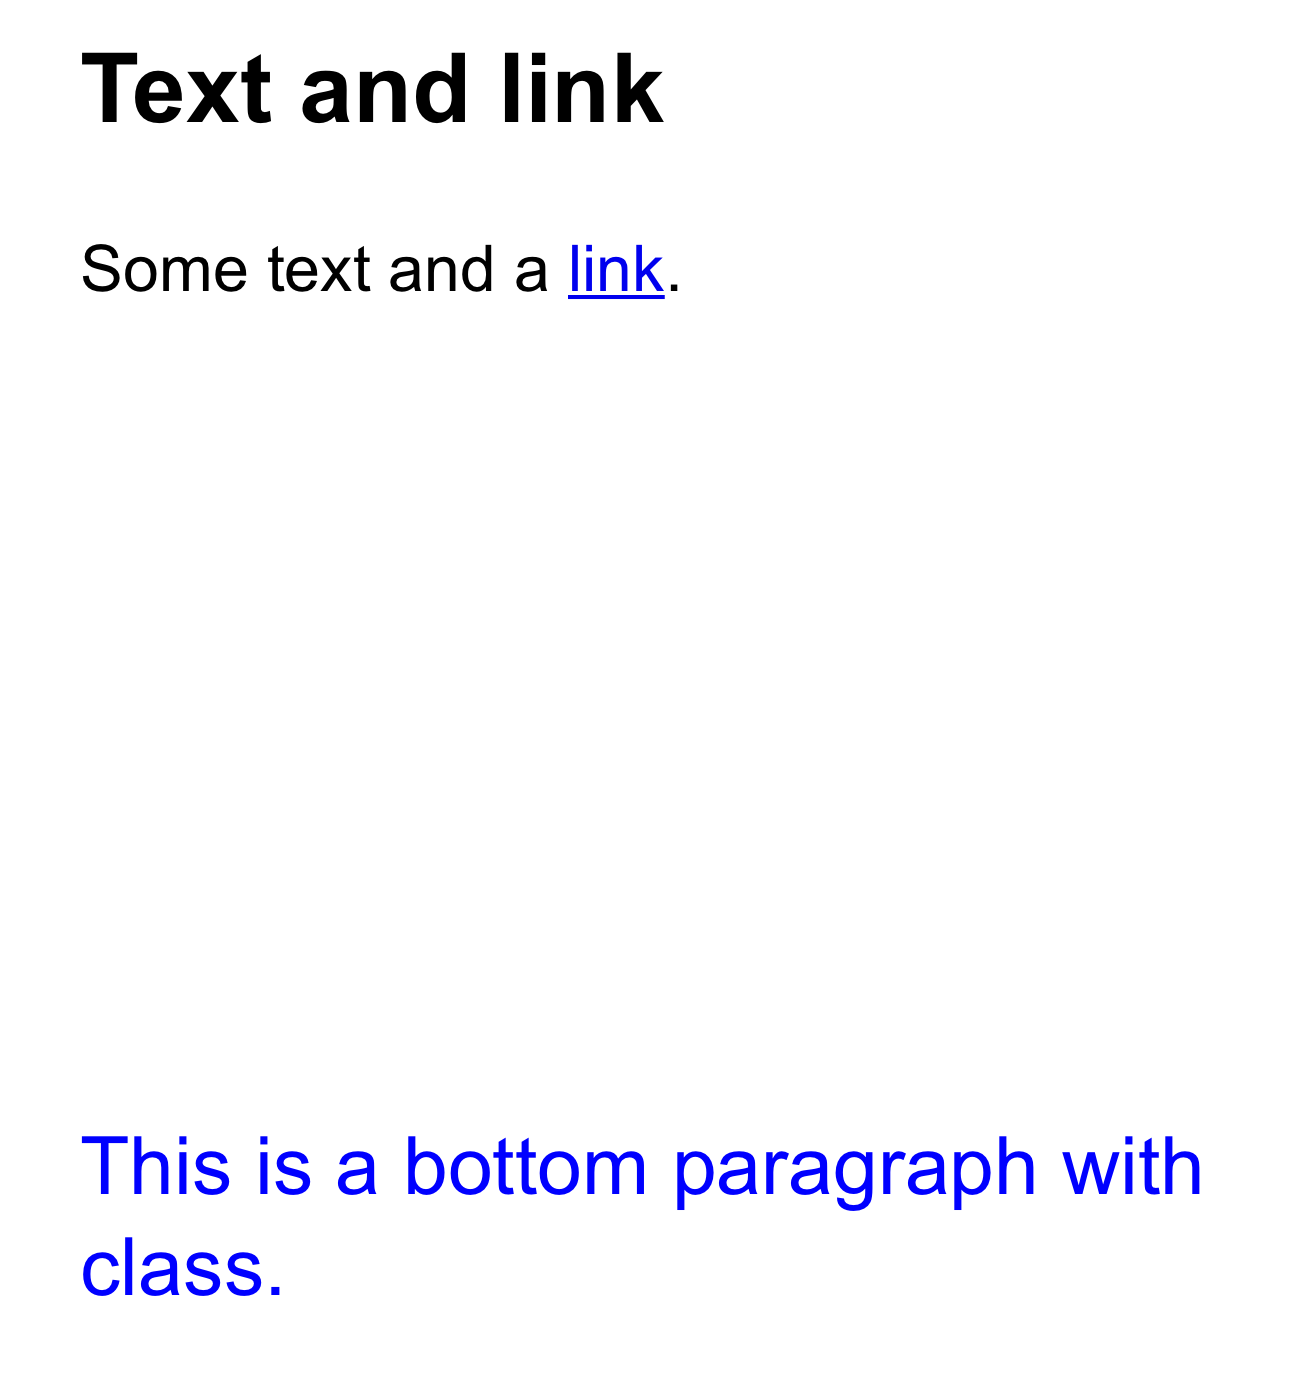 Text and link
Some text and a link.
This is a bottom paragraph with
class.